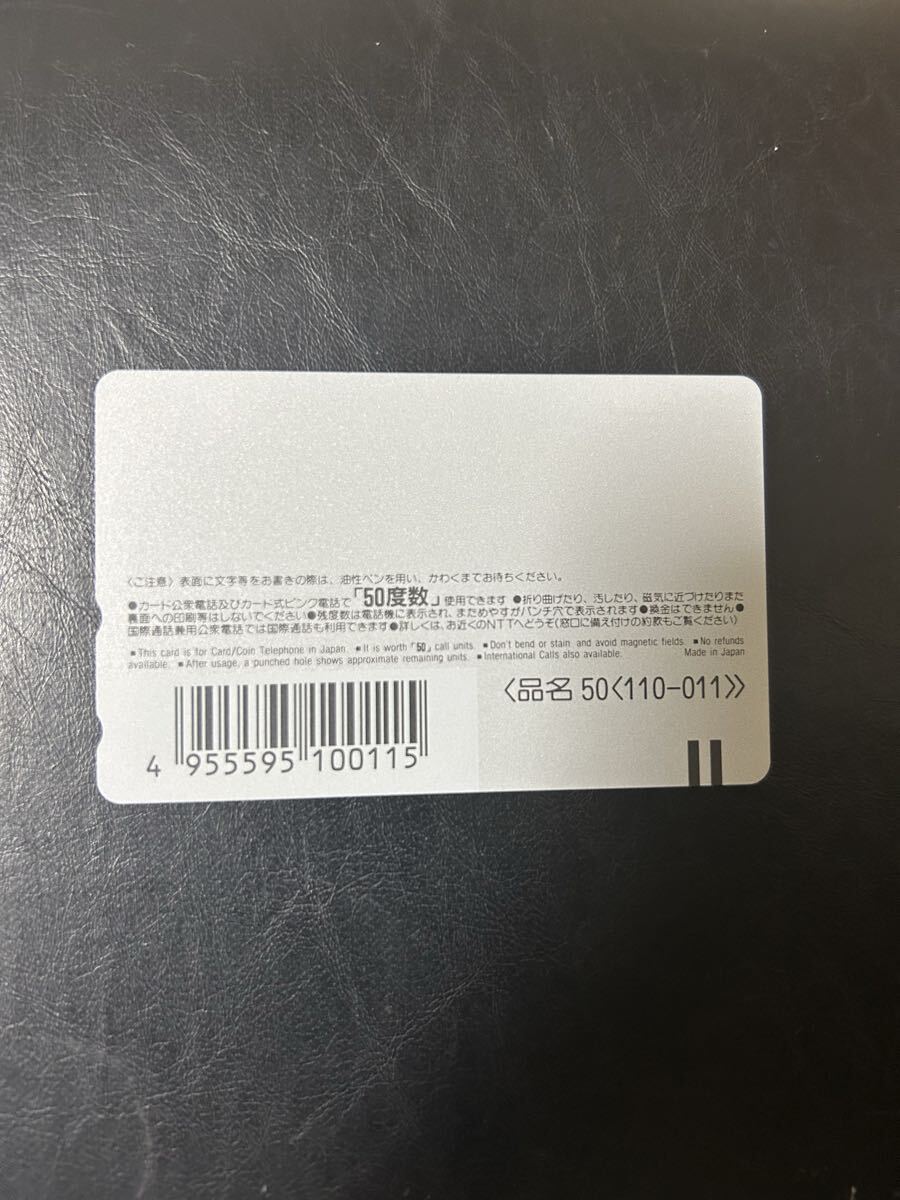 〈ご注意〉表面に文字等をお書きの際は、油性ペンを用い、かわくまでお待ちください。
●カード公衆電話及びカード式ピンク電話で「50度数」使用できます●折り曲げたり、汚したり、磁気に近づけたりまた
裏面への印刷等はしないでください●残度数は電話機に表示され、まためやすがパンチ穴で表示されます●換金はできません●
国際通話兼用公衆電話では国際通話も利用できます●詳しくは、お近くのNTTへどうぞ(窓口に備え付けの約款もご覧ください)
■This card is for Card/Coin Telephone in Japan. ■It is worth「50」call units. ■Don't bend or stain, and avoid magnetic fields. ■No refunds
available. ■After usage, a punched hole shows approximate remaining units. ■International Calls also available. Made in Japan
〈品名 50〈110-011〉〉
4 955595 100115